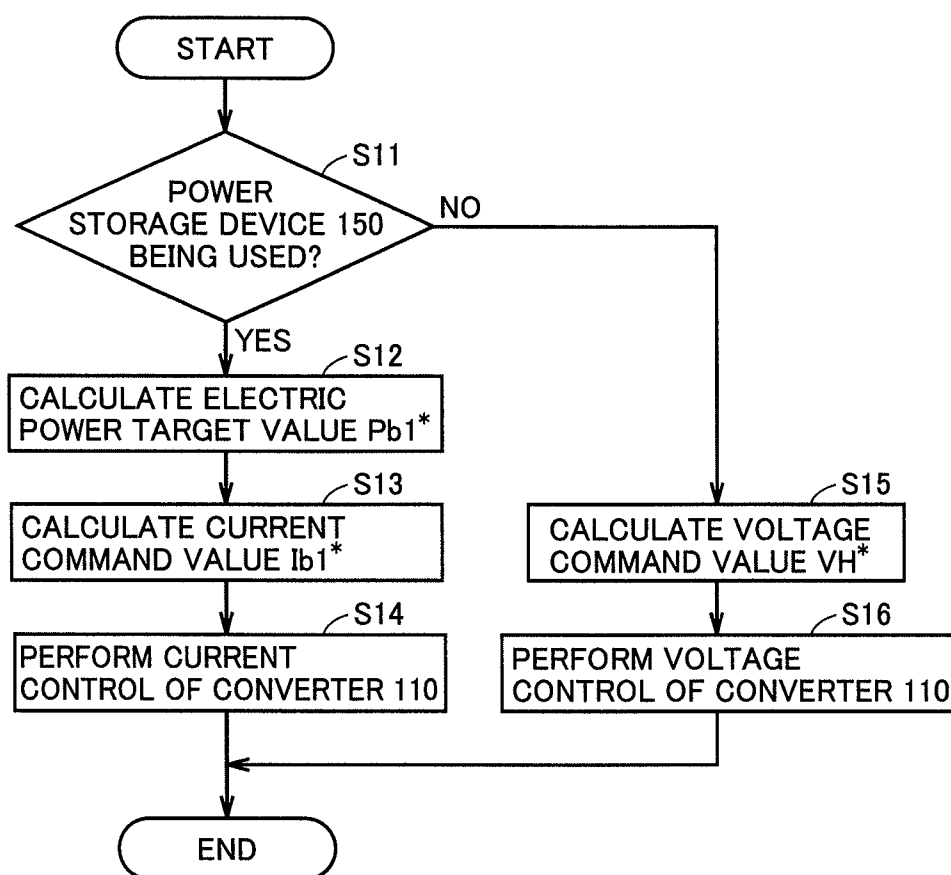 START
S11
POWER
STORAGE DEVICE 150
BEING USED?
NO
YES
S12
CALCULATE ELECTRIC
POWER TARGET VALUE Pb1*
S13
CALCULATE CURRENT
COMMAND VALUE Ib1*
S14
PERFORM CURRENT
CONTROL OF CONVERTER 110
S15
CALCULATE VOLTAGE
COMMAND VALUE VH*
S16
PERFORM VOLTAGE
CONTROL OF CONVERTER 110
END